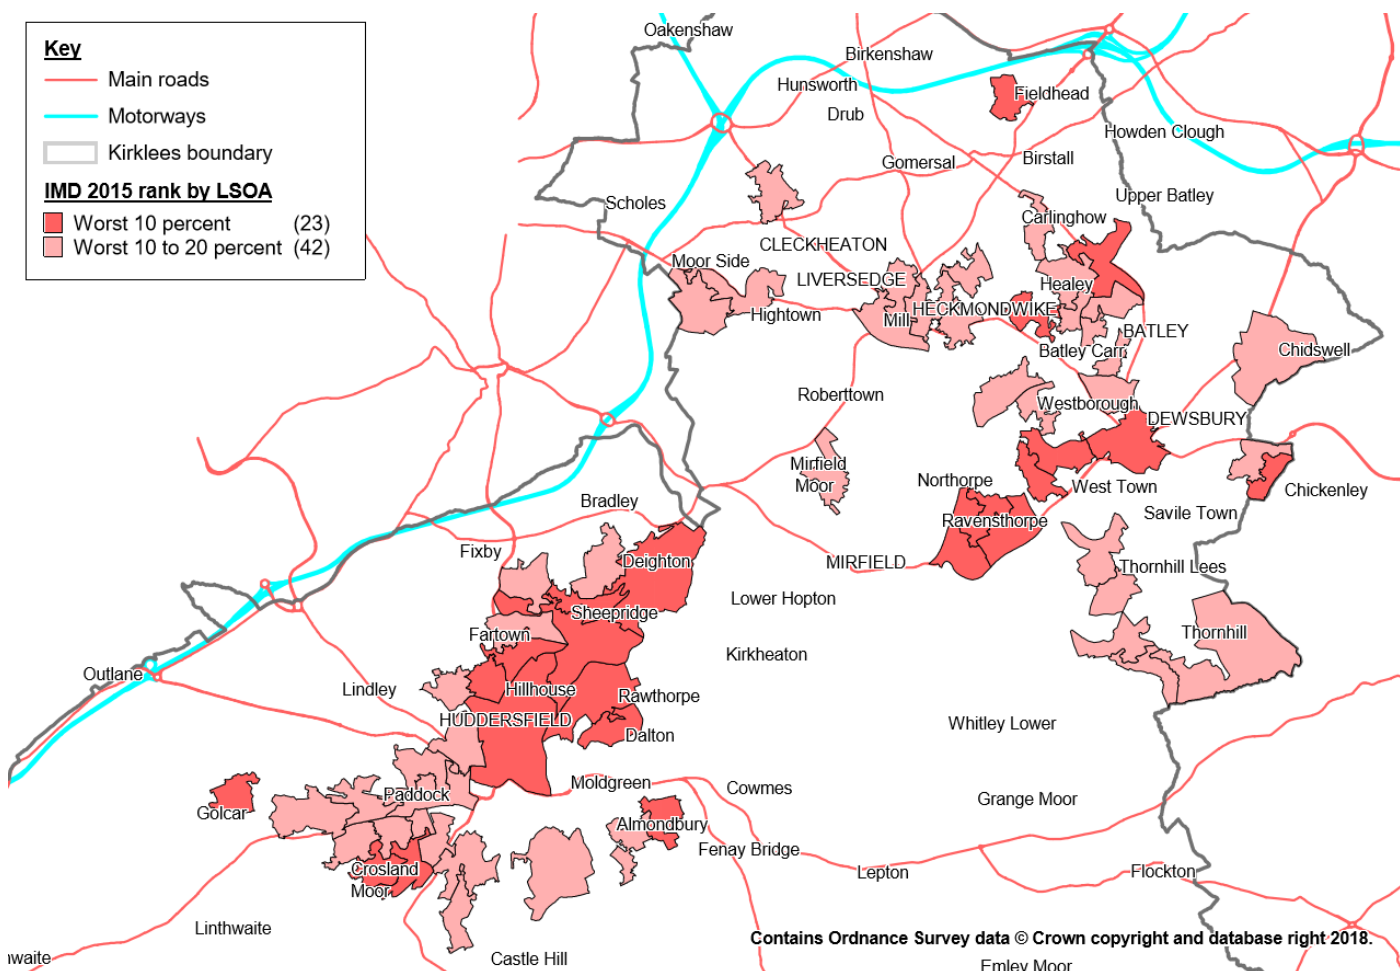 Key
Main roads
Motorways
Kirklees boundary
IMD 2015 rank by LSOA
Worst 10 percent (23)
Worst 10 to 20 percent (42)
Oakenshaw
Birkenshaw
Hunsworth
Fieldhead
Drub
Howden Clough
Gomersal
Birstall
Upper Batley
Scholes
Carlinghow
CLECKHEATON
Moor Side
LIVERSEDGE
Healey
Hightown
Mill
HECKMONDWIKE
BATLEY
Batley Carr
Chidswell
Roberttown
Westborough
DEWSBURY
Mirfield
Moor
Northorpe
West Town
Chickenley
Bradley
Savile Town
Ravensthorpe
Fixby
Deighton
MIRFIELD
Thornhill Lees
Lower Hopton
Sheepridge
Fartown
Thornhill
Kirkheaton
Outlane
Lindley
Hillhouse
Rawthorpe
HUDDERSFIELD
Dalton
Whitley Lower
Moldgreen
Cowmes
Paddock
Grange Moor
Golcar
Almondbury
Fenay Bridge
Crosland
Moor
Lepton
Flockton
Linthwaite
Contains Ordnance Survey data © Crown copyright and database right 2018.
waite
Castle Hill
Emley Moor